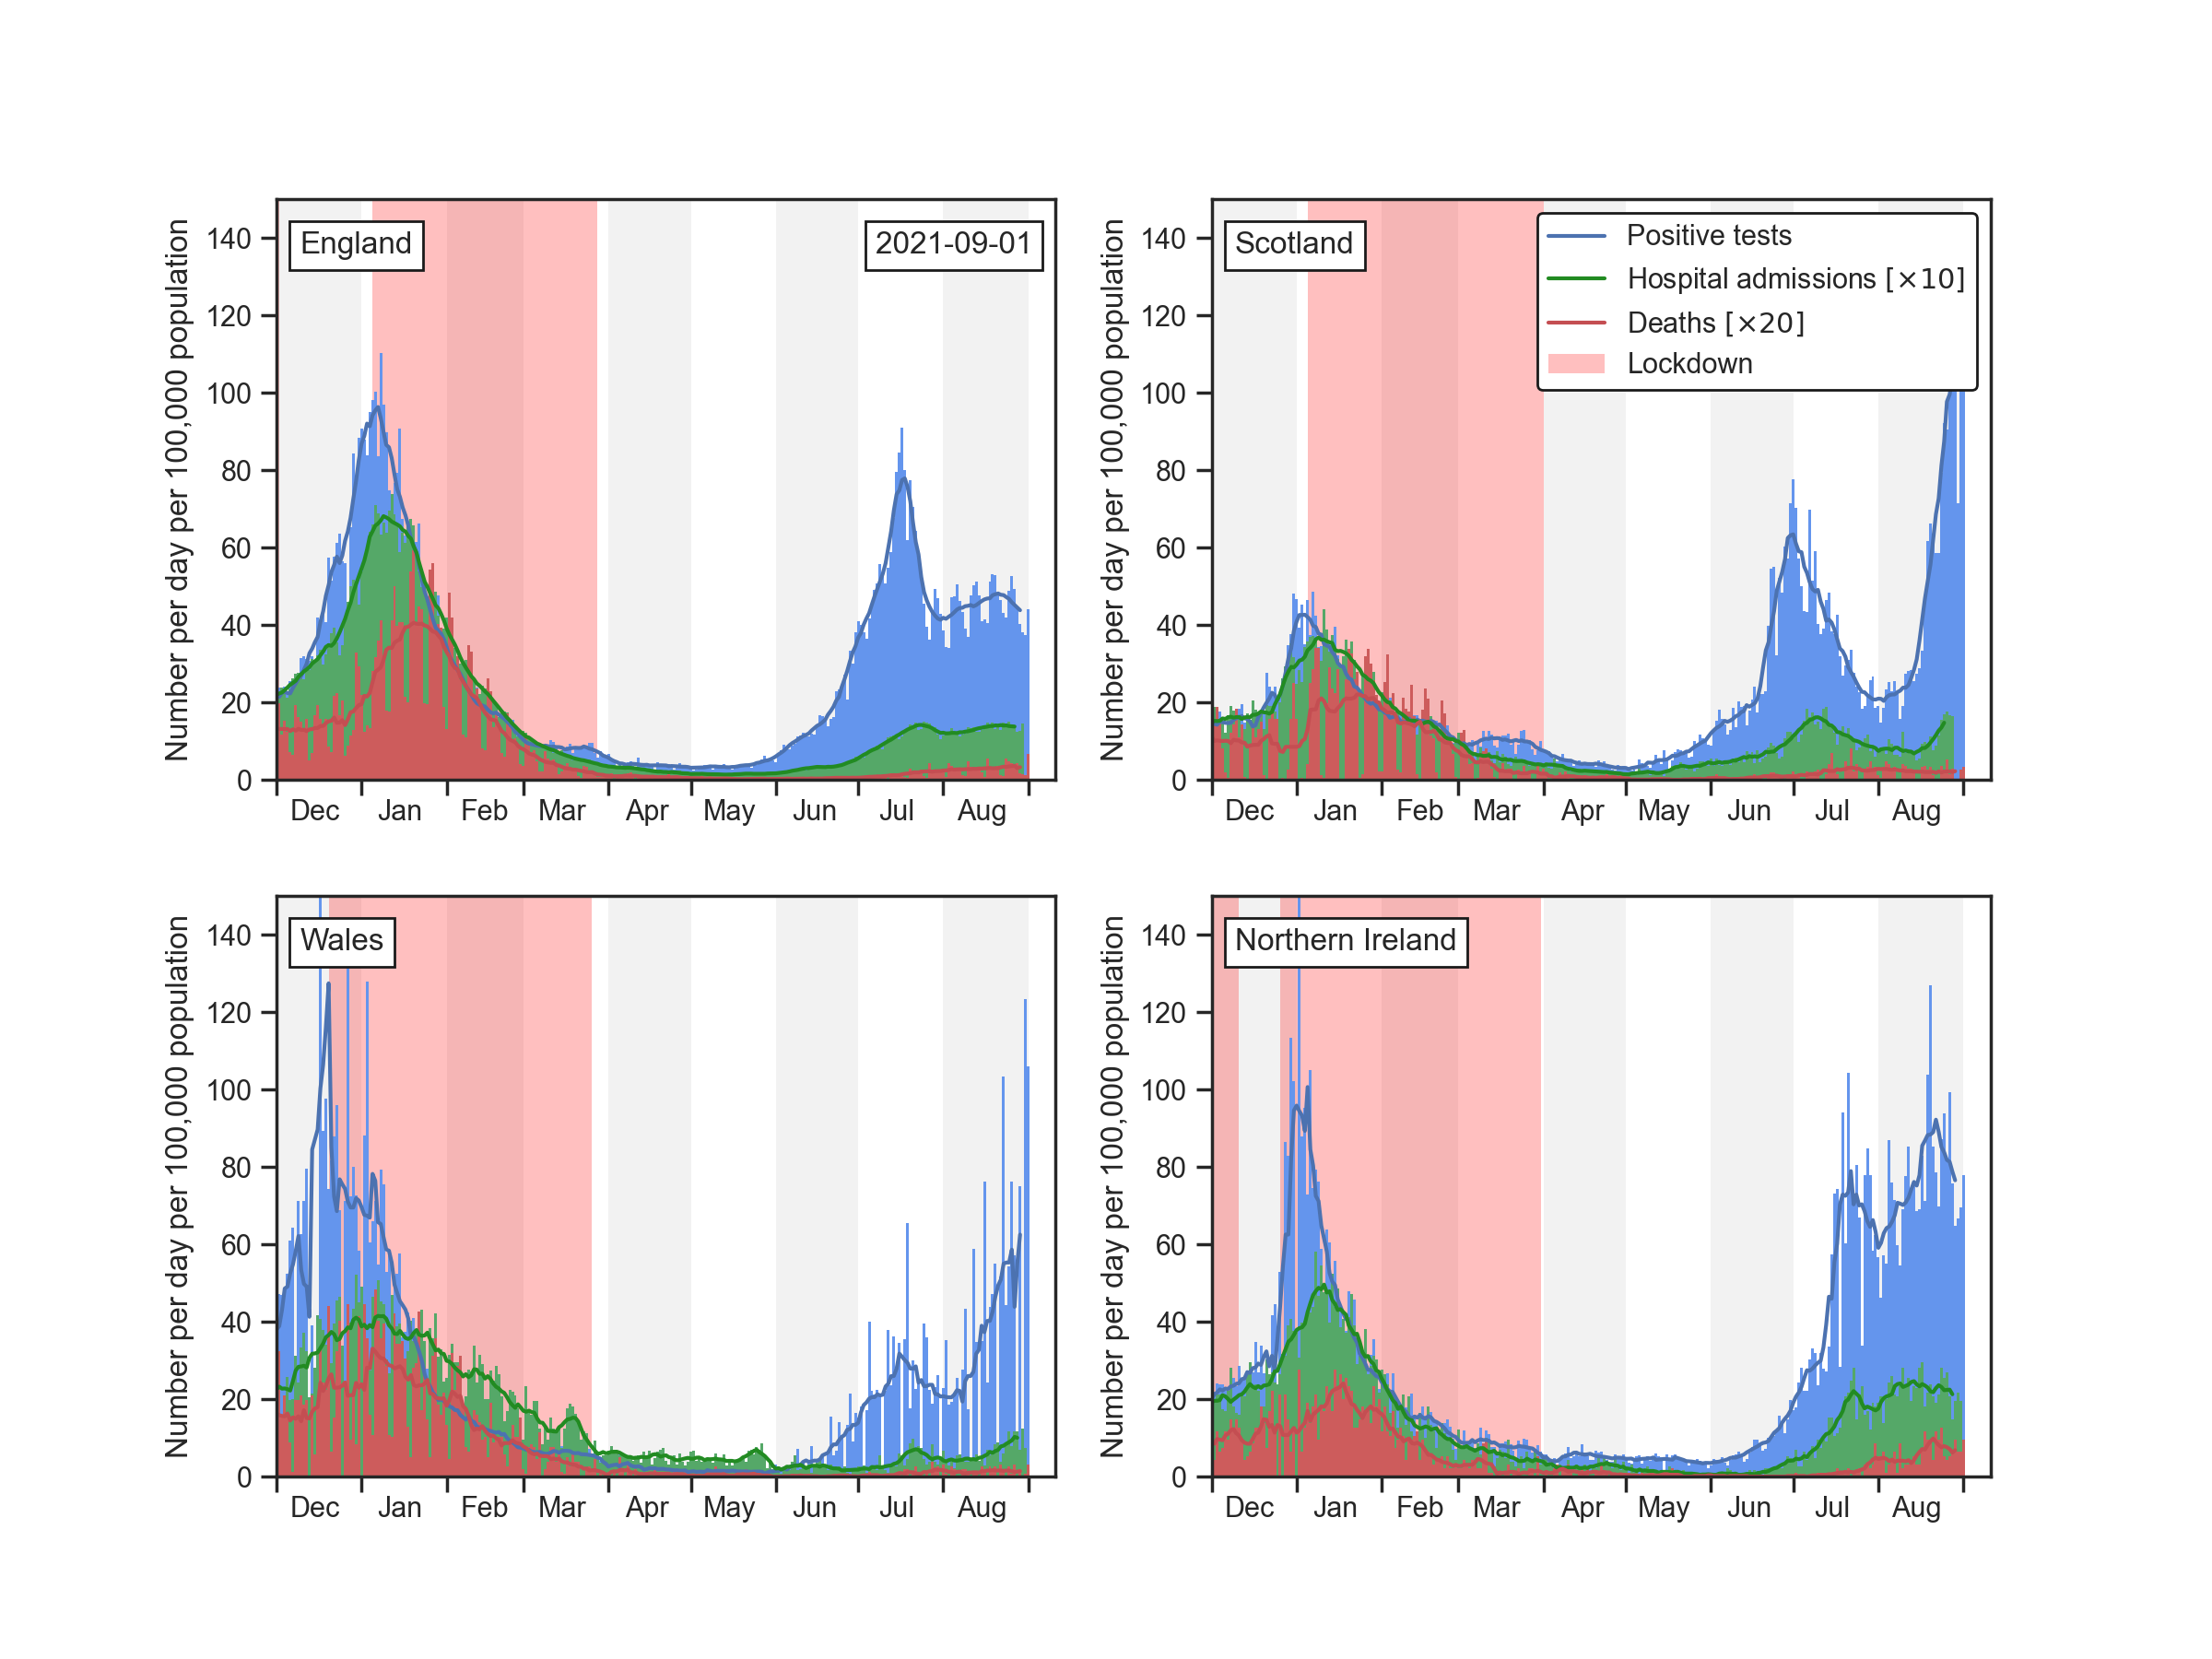 Number per day per 100,000 population
140
120
100
80
60
40
20
0
England
2021-09-01
Dec Jan Feb Mar Apr May Jun Jul Aug
Number per day per 100,000 population
140
120
100
80
60
40
20
0
Scotland
Positive tests
Hospital admissions [×10]
Deaths [×20]
Lockdown
Dec Jan Feb Mar Apr May Jun Jul Aug
Number per day per 100,000 population
140
120
100
80
60
40
20
0
Wales
Dec Jan Feb Mar Apr May Jun Jul Aug
Number per day per 100,000 population
140
120
100
80
60
40
20
0
Northern Ireland
Dec Jan Feb Mar Apr May Jun Jul Aug